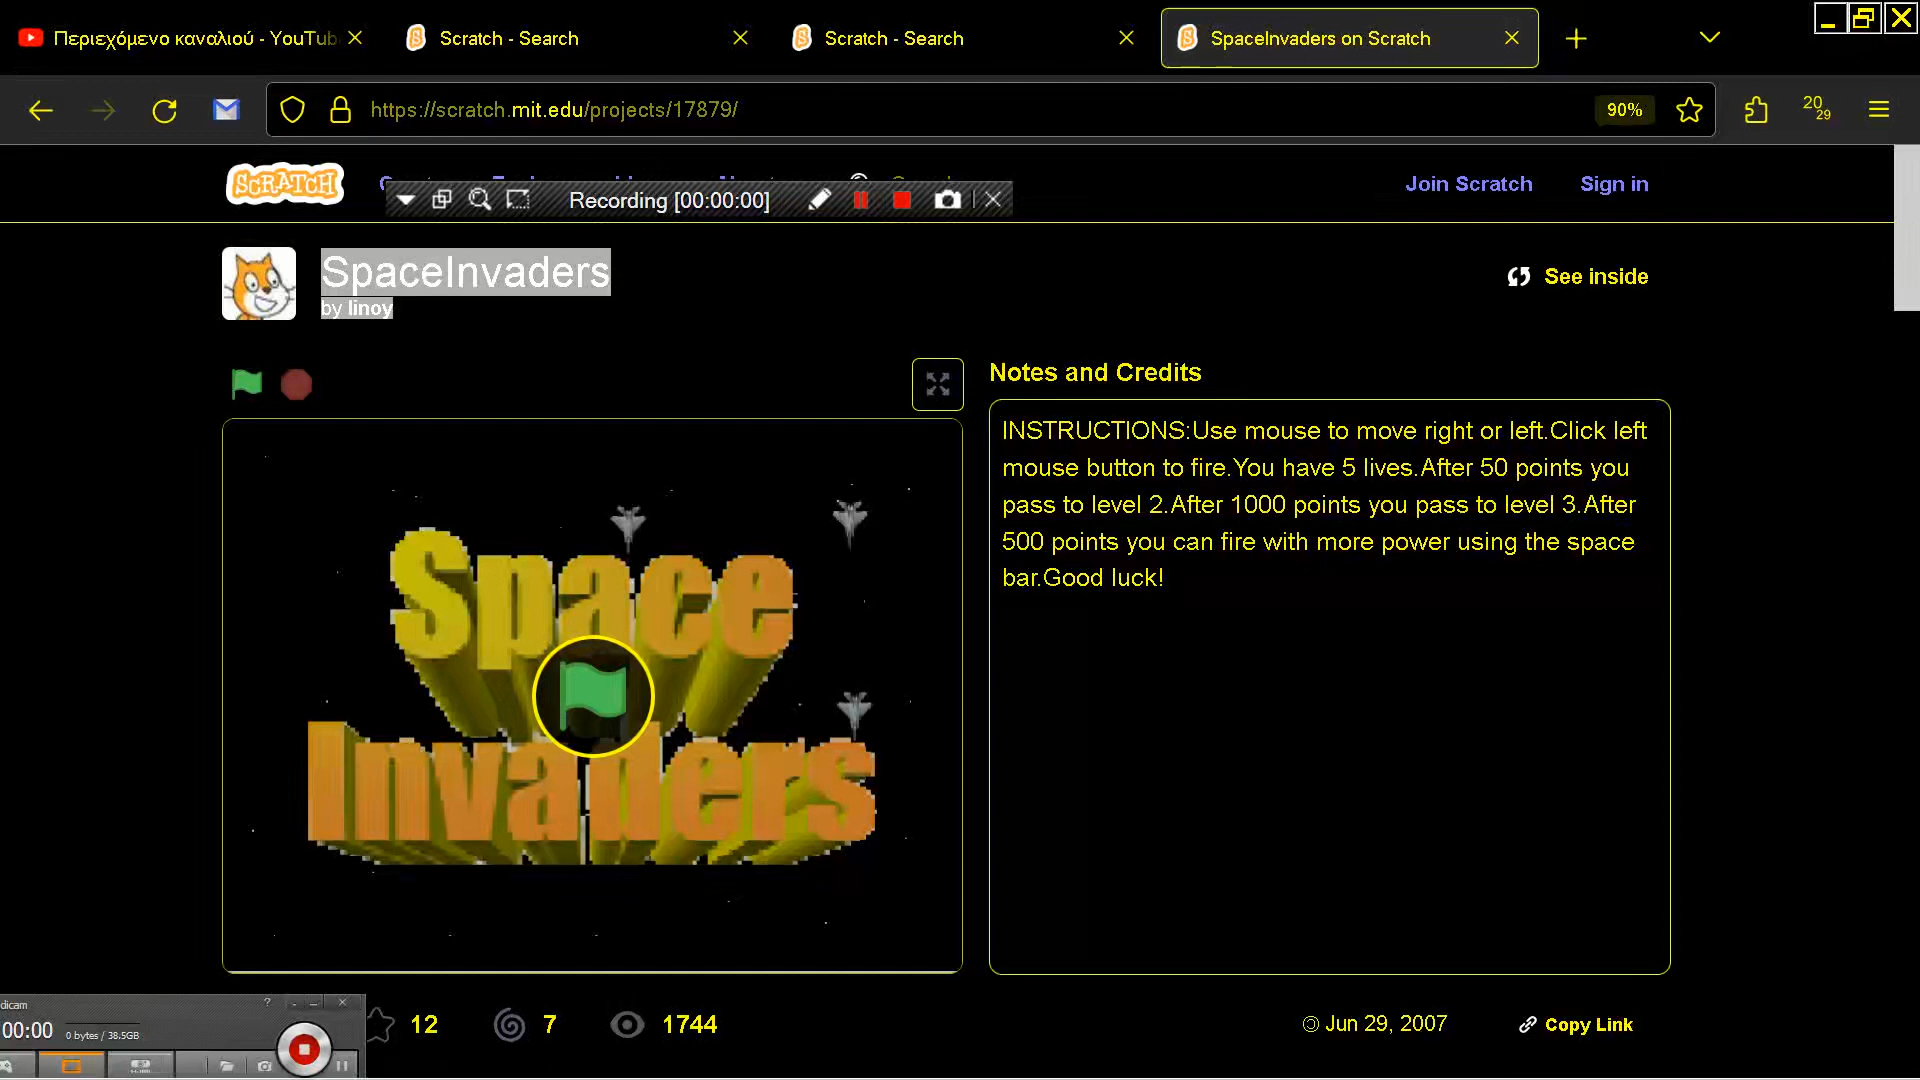 Περιεχόμενο καναλιού - YouTub
Scratch - Search
Scratch - Search
SpaceInvaders on Scratch
https://scratch.mit.edu/projects/17879/
90%
20
29
SCRATCH
Recording [00:00:00]
Join Scratch
Sign in
SpaceInvaders
by linoy
See inside
Notes and Credits
INSTRUCTIONS:Use mouse to move right or left.Click left
mouse button to fire.You have 5 lives.After 50 points you
pass to level 2.After 1000 points you pass to level 3.After
500 points you can fire with more power using the space
bar.Good luck!
Space
Invaders
dicam
00:00
0 bytes / 38.5GB
12
7
1744
© Jun 29, 2007
Copy Link